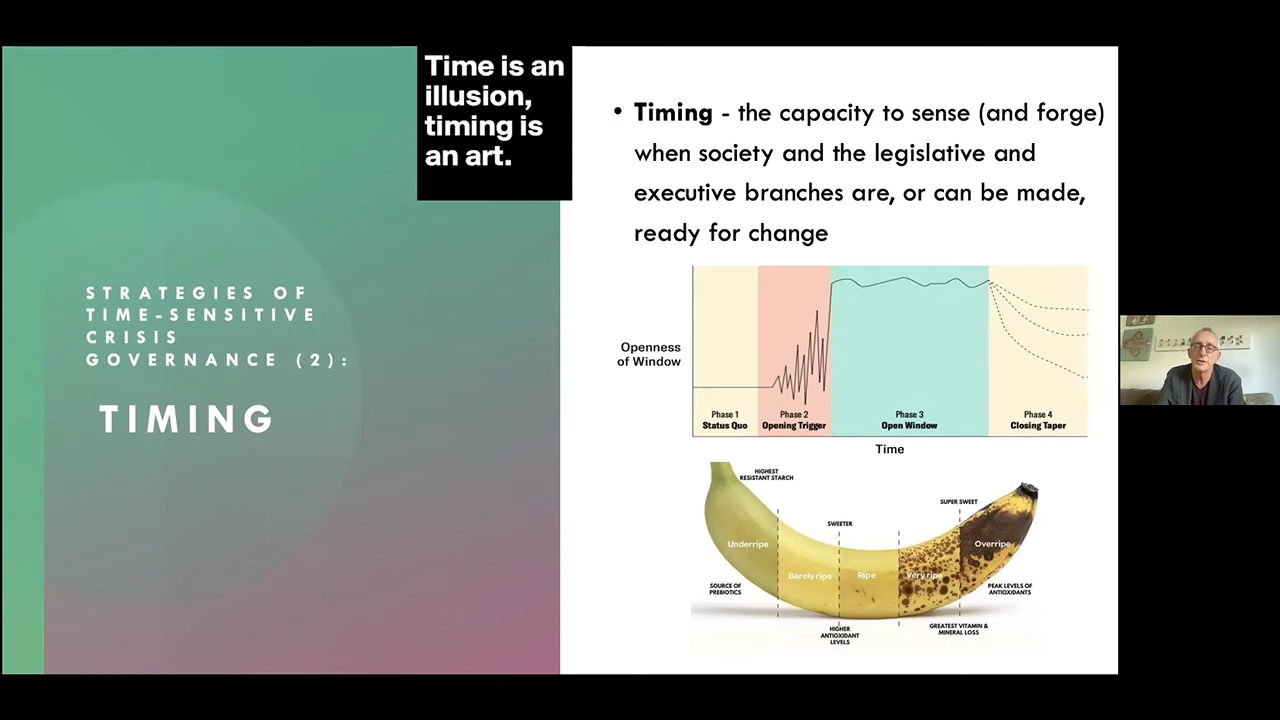 Time is an
illusion,
timing is
an art.
STRATEGIES OF
TIME-SENSITIVE
CRISIS
GOVERNANCE (2):
TIMING
• Timing - the capacity to sense (and forge)
when society and the legislative and
executive branches are, or can be made,
ready for change
Openness
of Window
Phase 1
Status Quo
Phase 2
Opening Trigger
Phase 3
Open Window
Phase 4
Closing Taper
Time
HIGHEST
RESISTANT STARCH
SUPER SWEET
SWEETER
Underripe
Overripe
Barely ripe
Ripe
Very ripe
SOURCE OF
PREBIOTICS
PEAK LEVELS OF
ANTIOXIDANTS
HIGHER
ANTIOXIDANT
LEVELS
GREATEST VITAMIN &
MINERAL LOSS